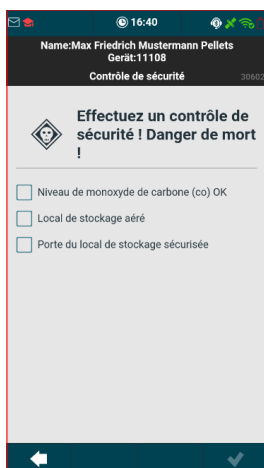 16:40
Name:Max Friedrich Mustermann Pellets
Gerät:11108
Contrôle de sécurité
30602
Effectuez un contrôle de
sécurité ! Danger de mort
!
Niveau de monoxyde de carbone (co) OK
Local de stockage aéré
Porte du local de stockage sécurisée